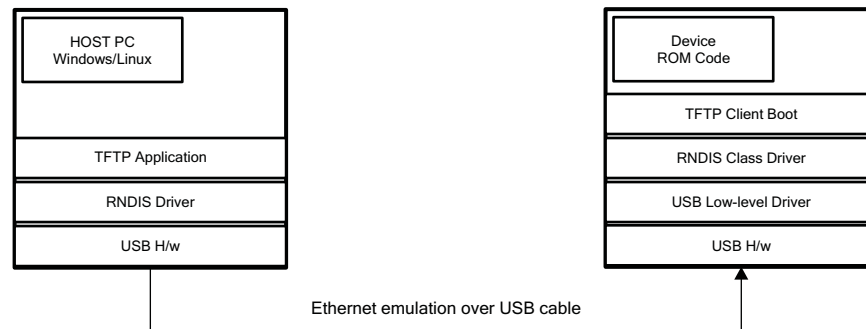 HOST PC
Windows/Linux
TFTP Application
RNDIS Driver
USB H/w
Device
ROM Code
TFTP Client Boot
RNDIS Class Driver
USB Low-level Driver
USB H/w
Ethernet emulation over USB cable